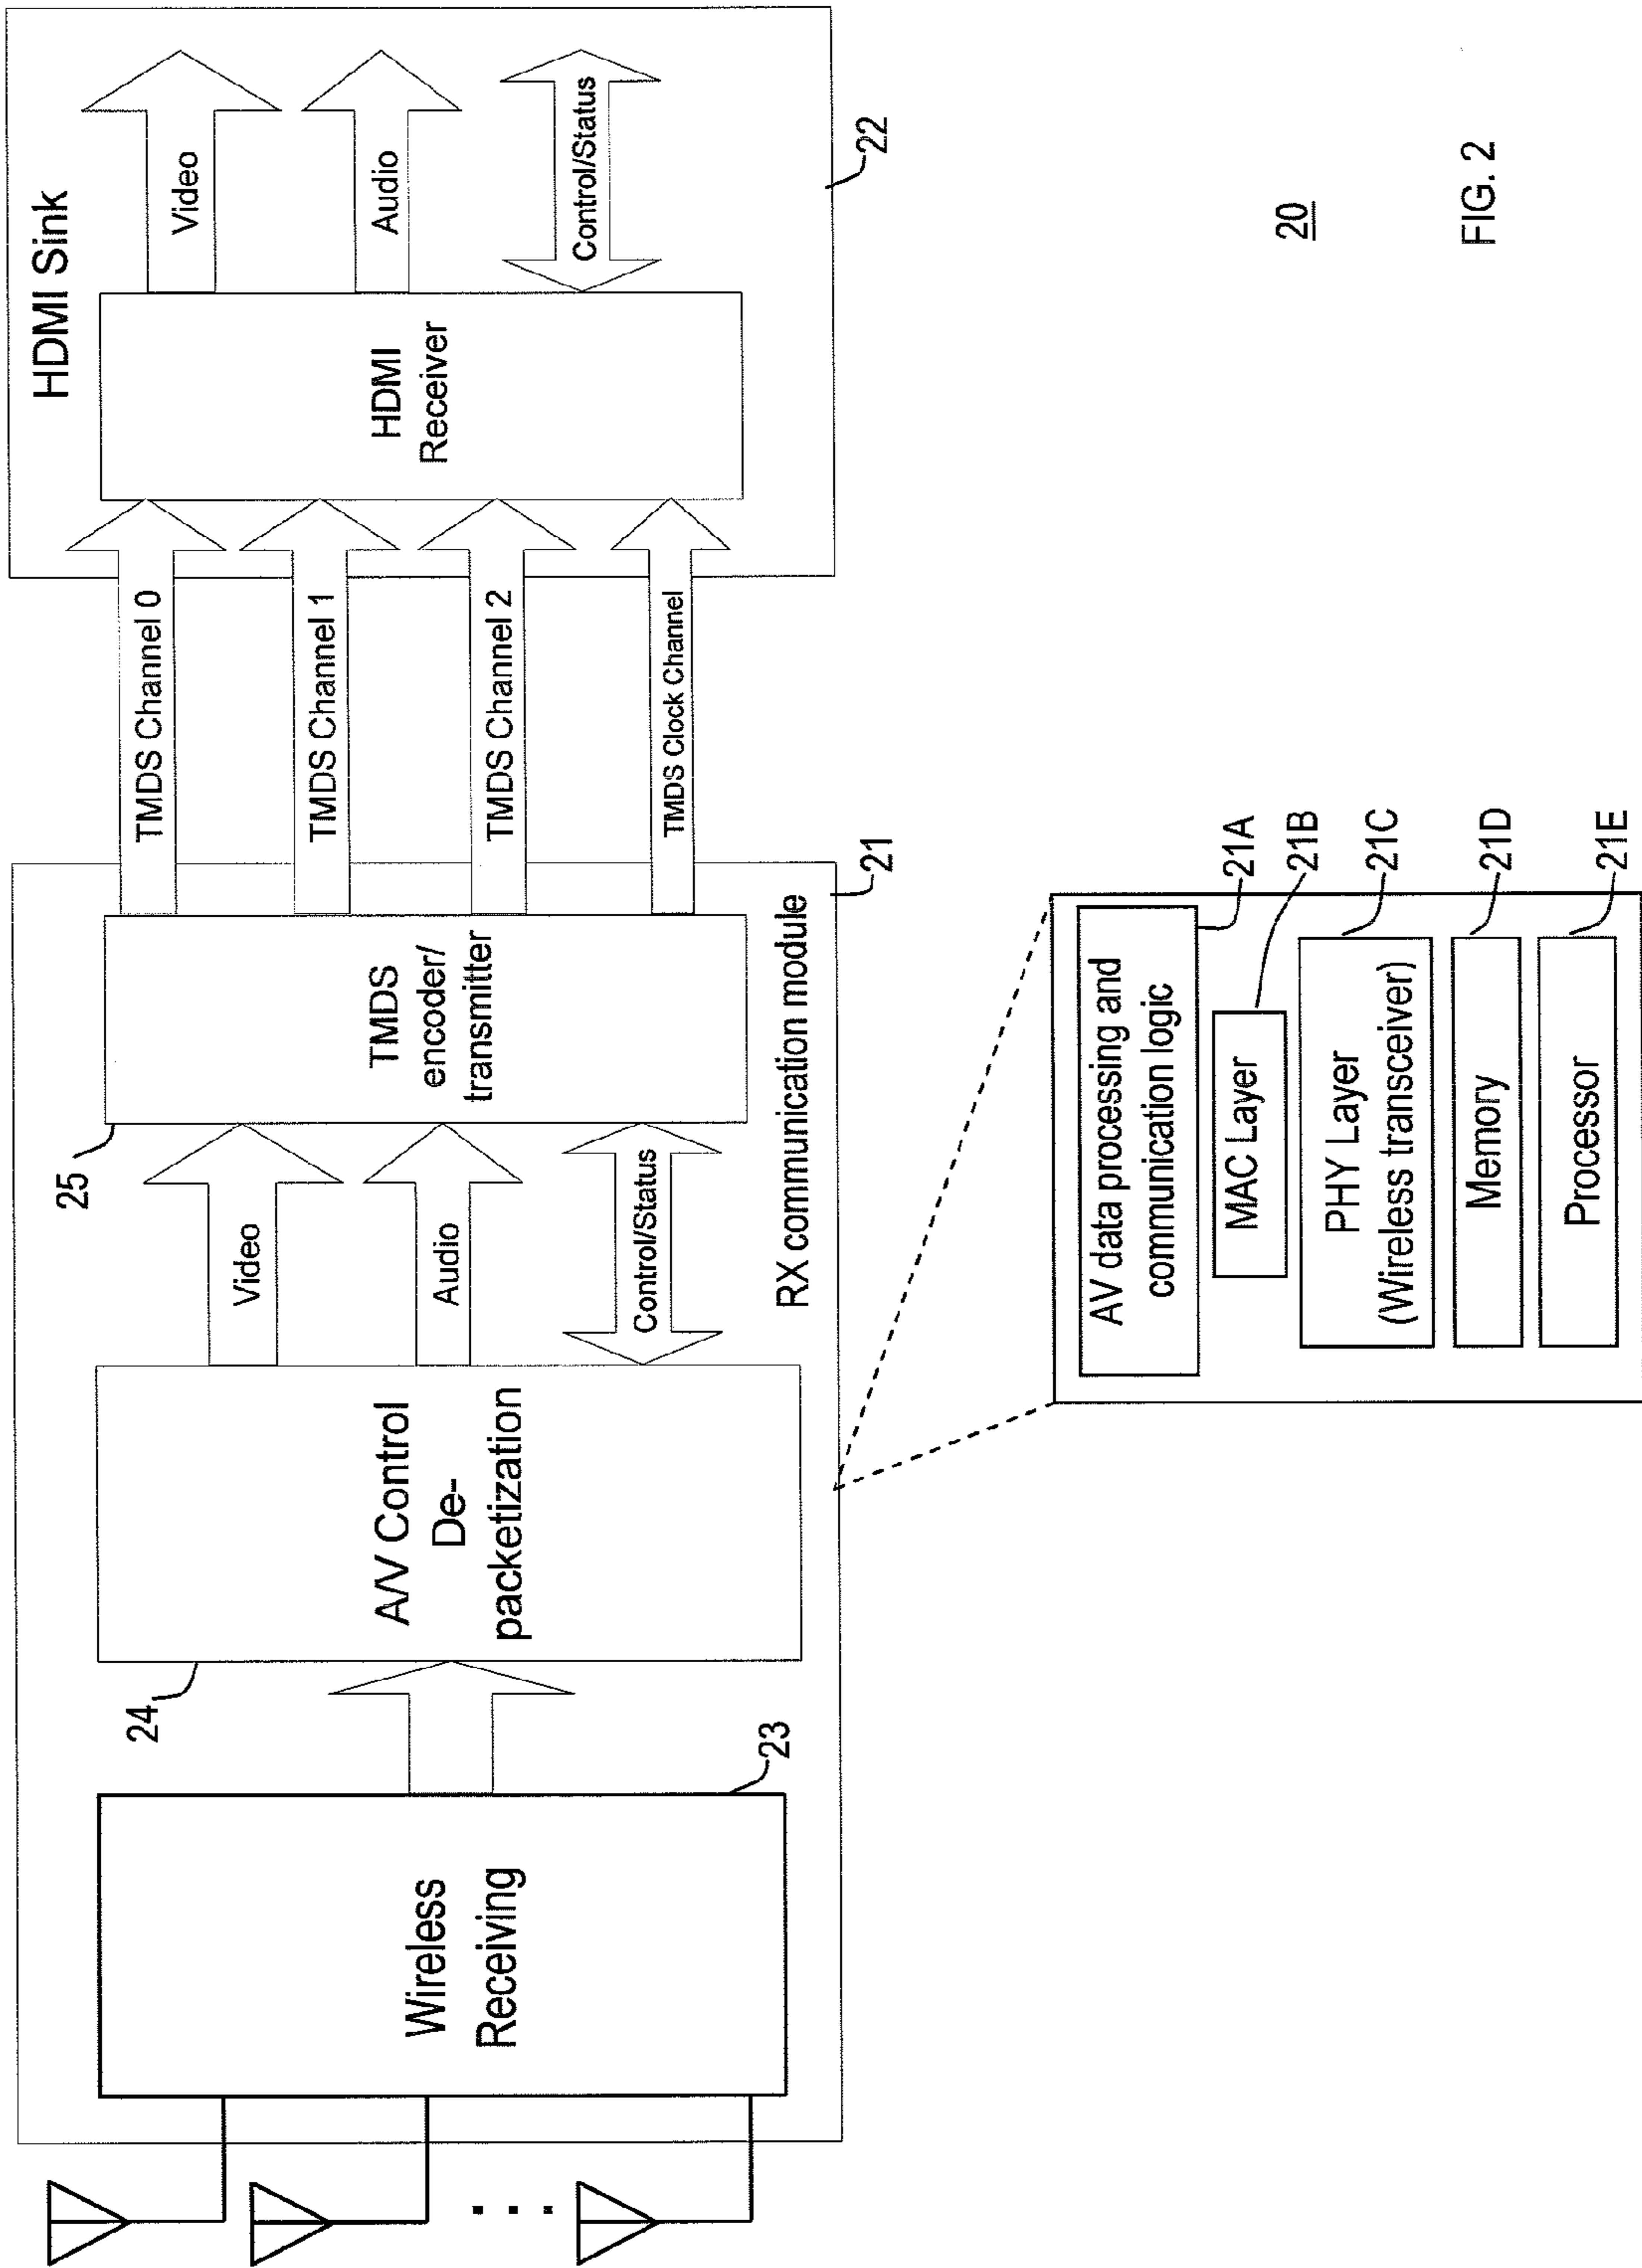 HDMI Sink
Video
Audio
Control/Status
HDMI
Receiver
22
TMDS Channel 0
TMDS Channel 1
TMDS Channel 2
TMDS Clock Channel
25
TMDS
encoder/
transmitter
Video
Audio
Control/Status
RX communication module
21
24
A/V Control
De-
packetization
23
Wireless
Receiving
AV data processing and
communication logic
21A
MAC Layer
21B
PHY Layer
(Wireless transceiver)
21C
Memory
21D
Processor
21E
20
FIG. 2